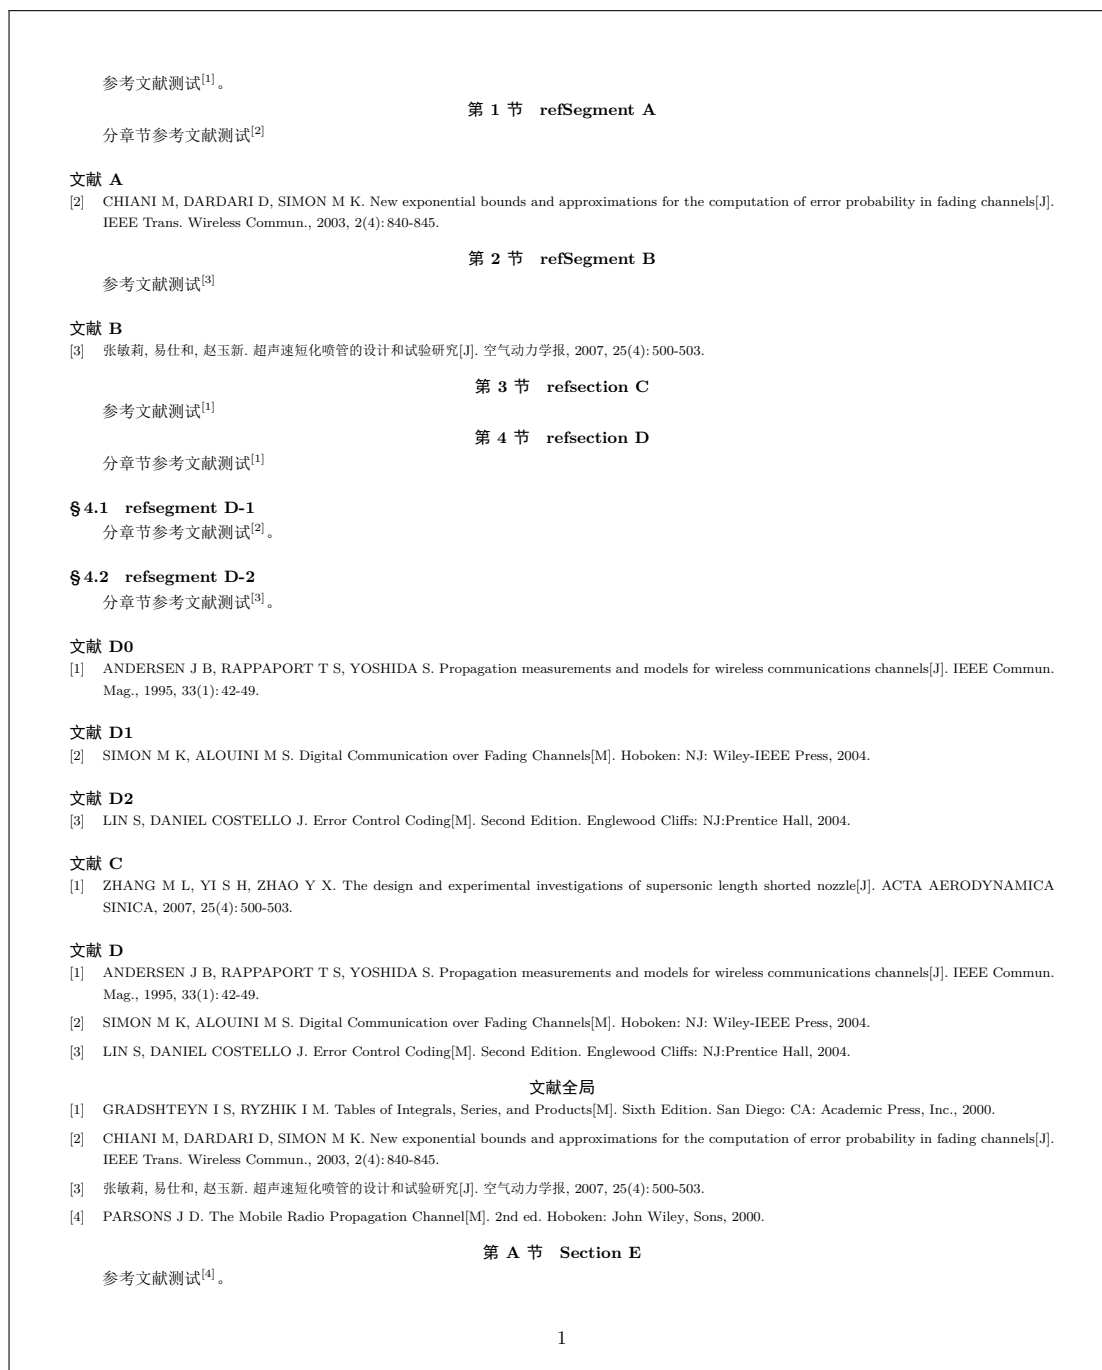 参考文献测试[1]。
第 1 节 refSegment A
分章节参考文献测试[2]
文献 A
[2] CHIANI M, DARDARI D, SIMON M K. New exponential bounds and approximations for the computation of error probability in fading channels[J].
IEEE Trans. Wireless Commun., 2003, 2(4): 840-845.
第 2 节 refSegment B
参考文献测试[3]
文献 B
[3] 张敏莉, 易仕和, 赵玉新. 超声速短化喷管的设计和试验研究[J]. 空气动力学报, 2007, 25(4): 500-503.
第 3 节 refsection C
参考文献测试[1]
第 4 节 refsection D
分章节参考文献测试[1]
§ 4.1 refsegment D-1
分章节参考文献测试[2]。
§ 4.2 refsegment D-2
分章节参考文献测试[3]。
文献 D0
[1] ANDERSEN J B, RAPPAPORT T S, YOSHIDA S. Propagation measurements and models for wireless communications channels[J]. IEEE Commun.
Mag., 1995, 33(1): 42-49.
文献 D1
[2] SIMON M K, ALOUINI M S. Digital Communication over Fading Channels[M]. Hoboken: NJ: Wiley-IEEE Press, 2004.
文献 D2
[3] LIN S, DANIEL COSTELLO J. Error Control Coding[M]. Second Edition. Englewood Cliffs: NJ:Prentice Hall, 2004.
文献 C
[1] ZHANG M L, YI S H, ZHAO Y X. The design and experimental investigations of supersonic length shorted nozzle[J]. ACTA AERODYNAMICA
SINICA, 2007, 25(4): 500-503.
文献 D
[1] ANDERSEN J B, RAPPAPORT T S, YOSHIDA S. Propagation measurements and models for wireless communications channels[J]. IEEE Commun.
Mag., 1995, 33(1): 42-49.
[2] SIMON M K, ALOUINI M S. Digital Communication over Fading Channels[M]. Hoboken: NJ: Wiley-IEEE Press, 2004.
[3] LIN S, DANIEL COSTELLO J. Error Control Coding[M]. Second Edition. Englewood Cliffs: NJ:Prentice Hall, 2004.
文献全局
[1] GRADSHTEYN I S, RYZHIK I M. Tables of Integrals, Series, and Products[M]. Sixth Edition. San Diego: CA: Academic Press, Inc., 2000.
[2] CHIANI M, DARDARI D, SIMON M K. New exponential bounds and approximations for the computation of error probability in fading channels[J].
IEEE Trans. Wireless Commun., 2003, 2(4): 840-845.
[3] 张敏莉, 易仕和, 赵玉新. 超声速短化喷管的设计和试验研究[J]. 空气动力学报, 2007, 25(4): 500-503.
[4] PARSONS J D. The Mobile Radio Propagation Channel[M]. 2nd ed. Hoboken: John Wiley, Sons, 2000.
第 A 节 Section E
参考文献测试[4]。
1